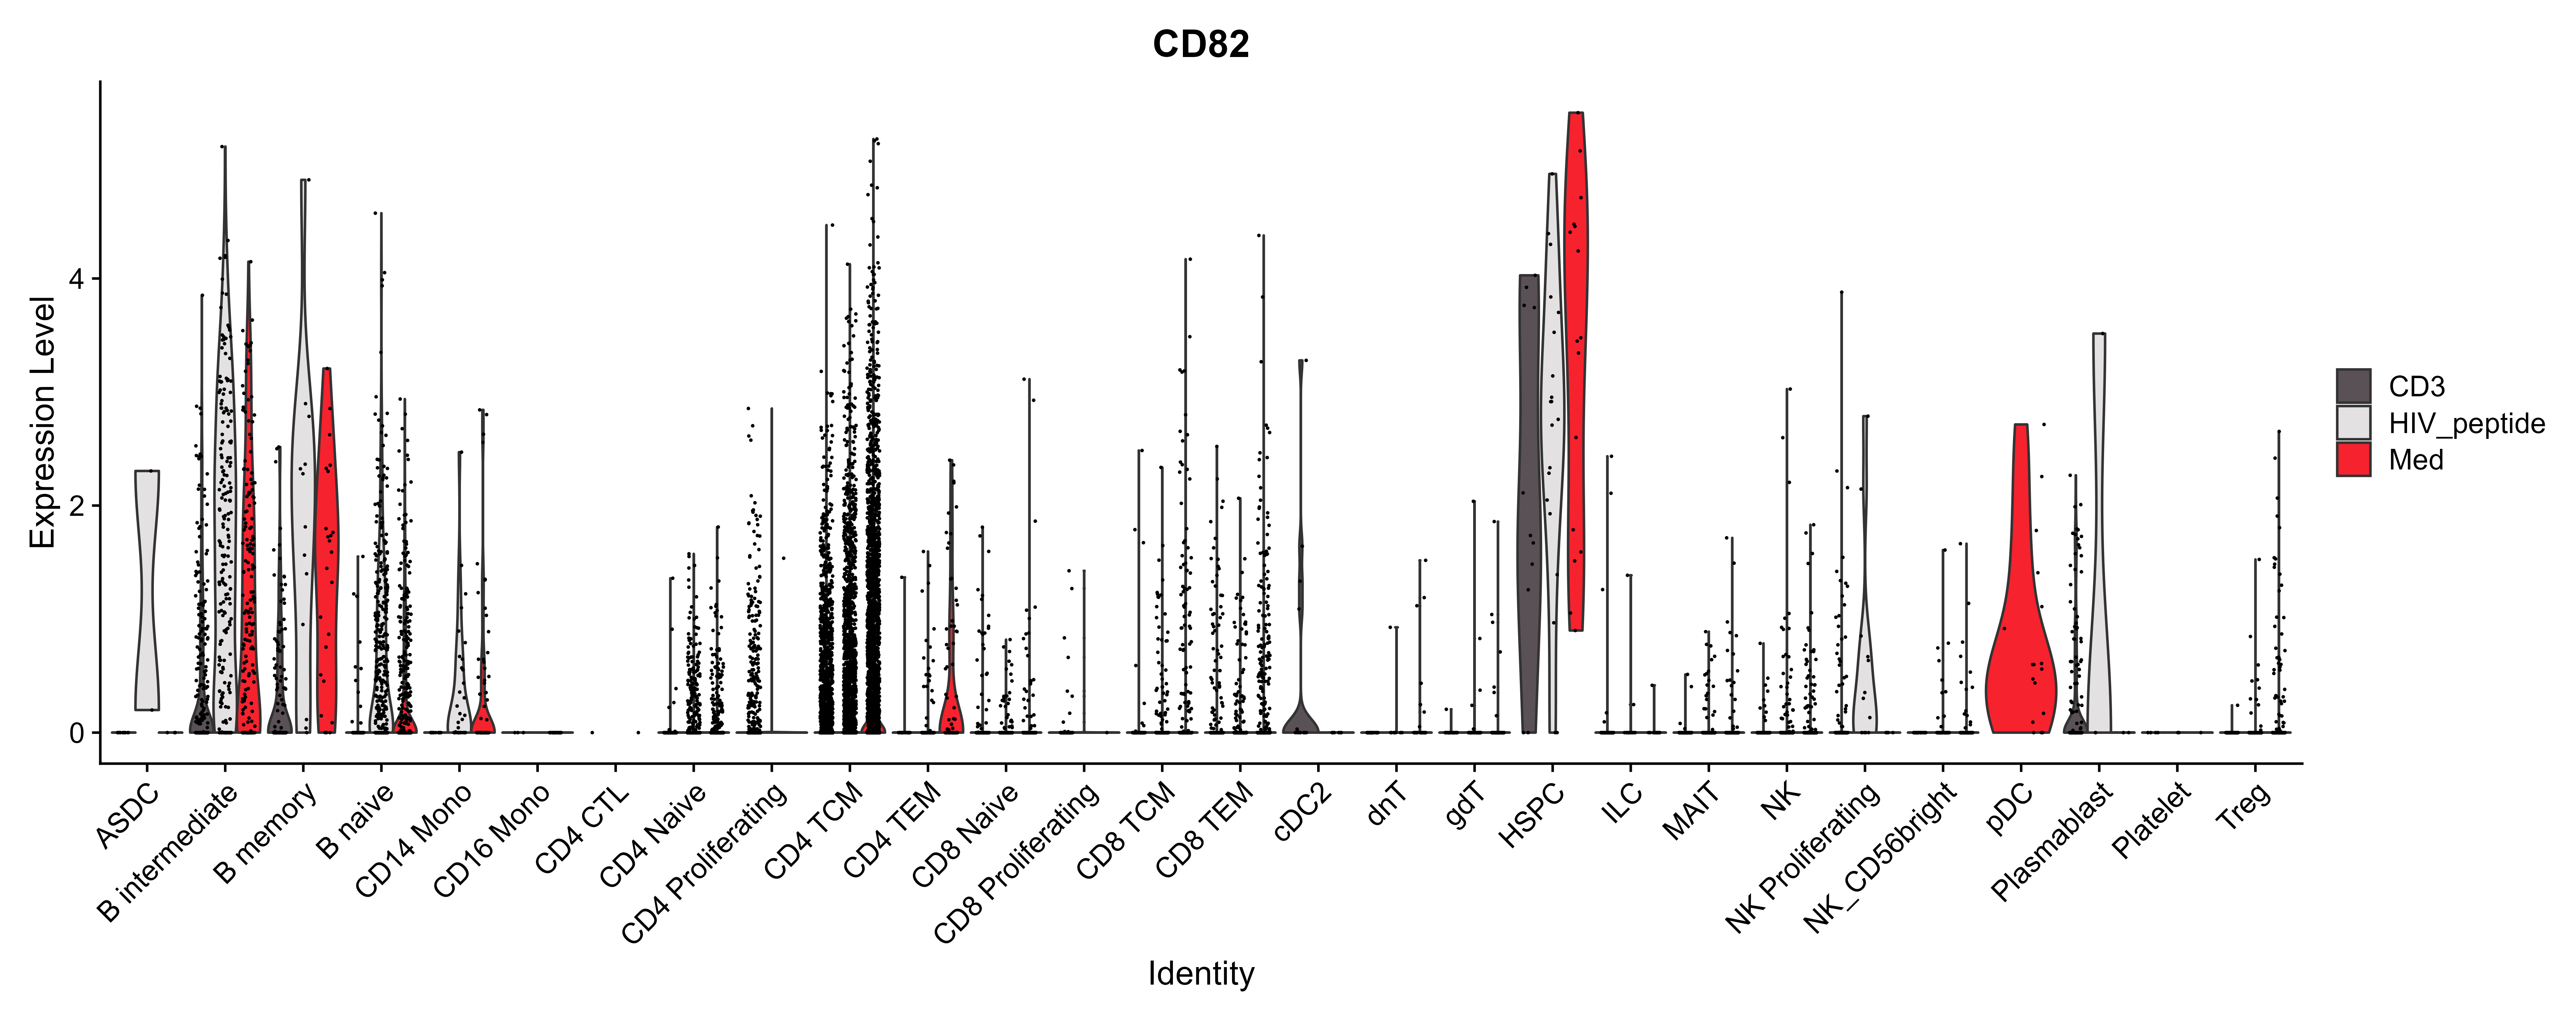 CD82
Expression Level
4
2
0
ASDC
B intermediate
B memory
B naive
CD14 Mono
CD16 Mono
CD4 CTL
CD4 Naive
CD4 Proliferating
CD4 TCM
CD4 TEM
CD8 Naive
CD8 Proliferating
CD8 TCM
CD8 TEM
cDC2
dnT
gdT
HSPC
ILC
MAIT
NK
NK Proliferating
NK_CD56bright
pDC
Plasmablast
Platelet
Treg
Identity
CD3
HIV_peptide
Med